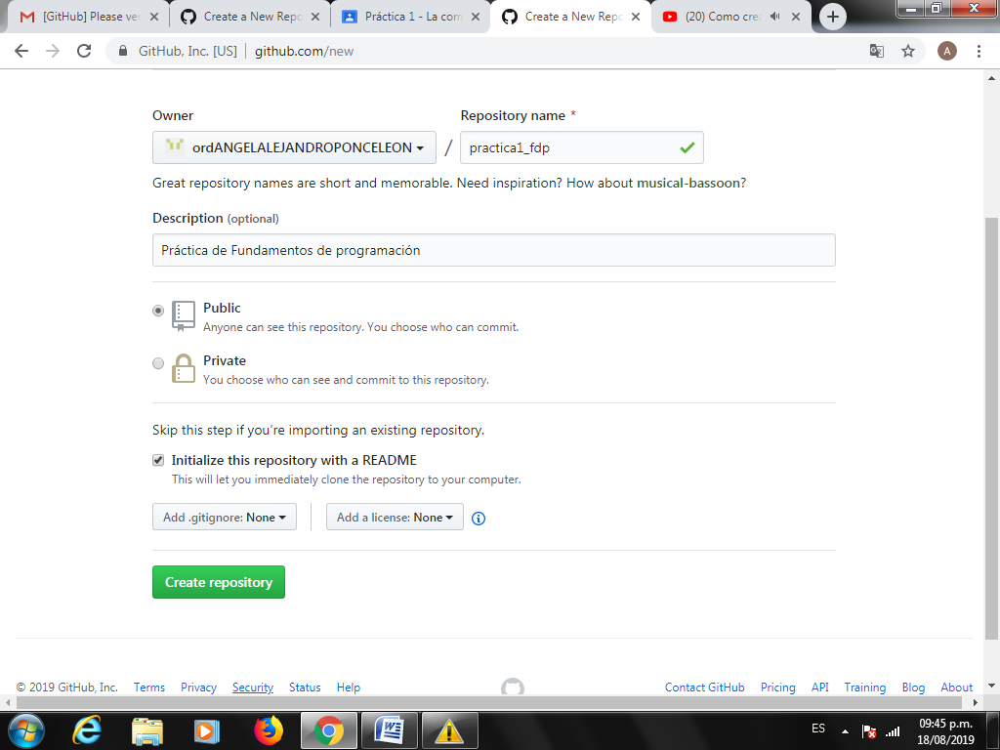 [GitHub] Please ver
Create a New Repo
Práctica 1 - La com
Create a New Repo
(20) Como crea
GitHub, Inc. [US] | github.com/new
A
Owner
Repository name *
ordANGELALEJANDROPONCELEON / practica1_fdp
Great repository names are short and memorable. Need inspiration? How about musical-bassoon?
Description (optional)
Práctica de Fundamentos de programación
Public
Anyone can see this repository. You choose who can commit.
Private
You choose who can see and commit to this repository.
Skip this step if you’re importing an existing repository.
Initialize this repository with a README
This will let you immediately clone the repository to your computer.
Add .gitignore: None
Add a license: None
Create repository
© 2019 GitHub, Inc. Terms Privacy Security Status Help
Contact GitHub Pricing API Training Blog About
ES
09:45 p.m.
18/08/2019